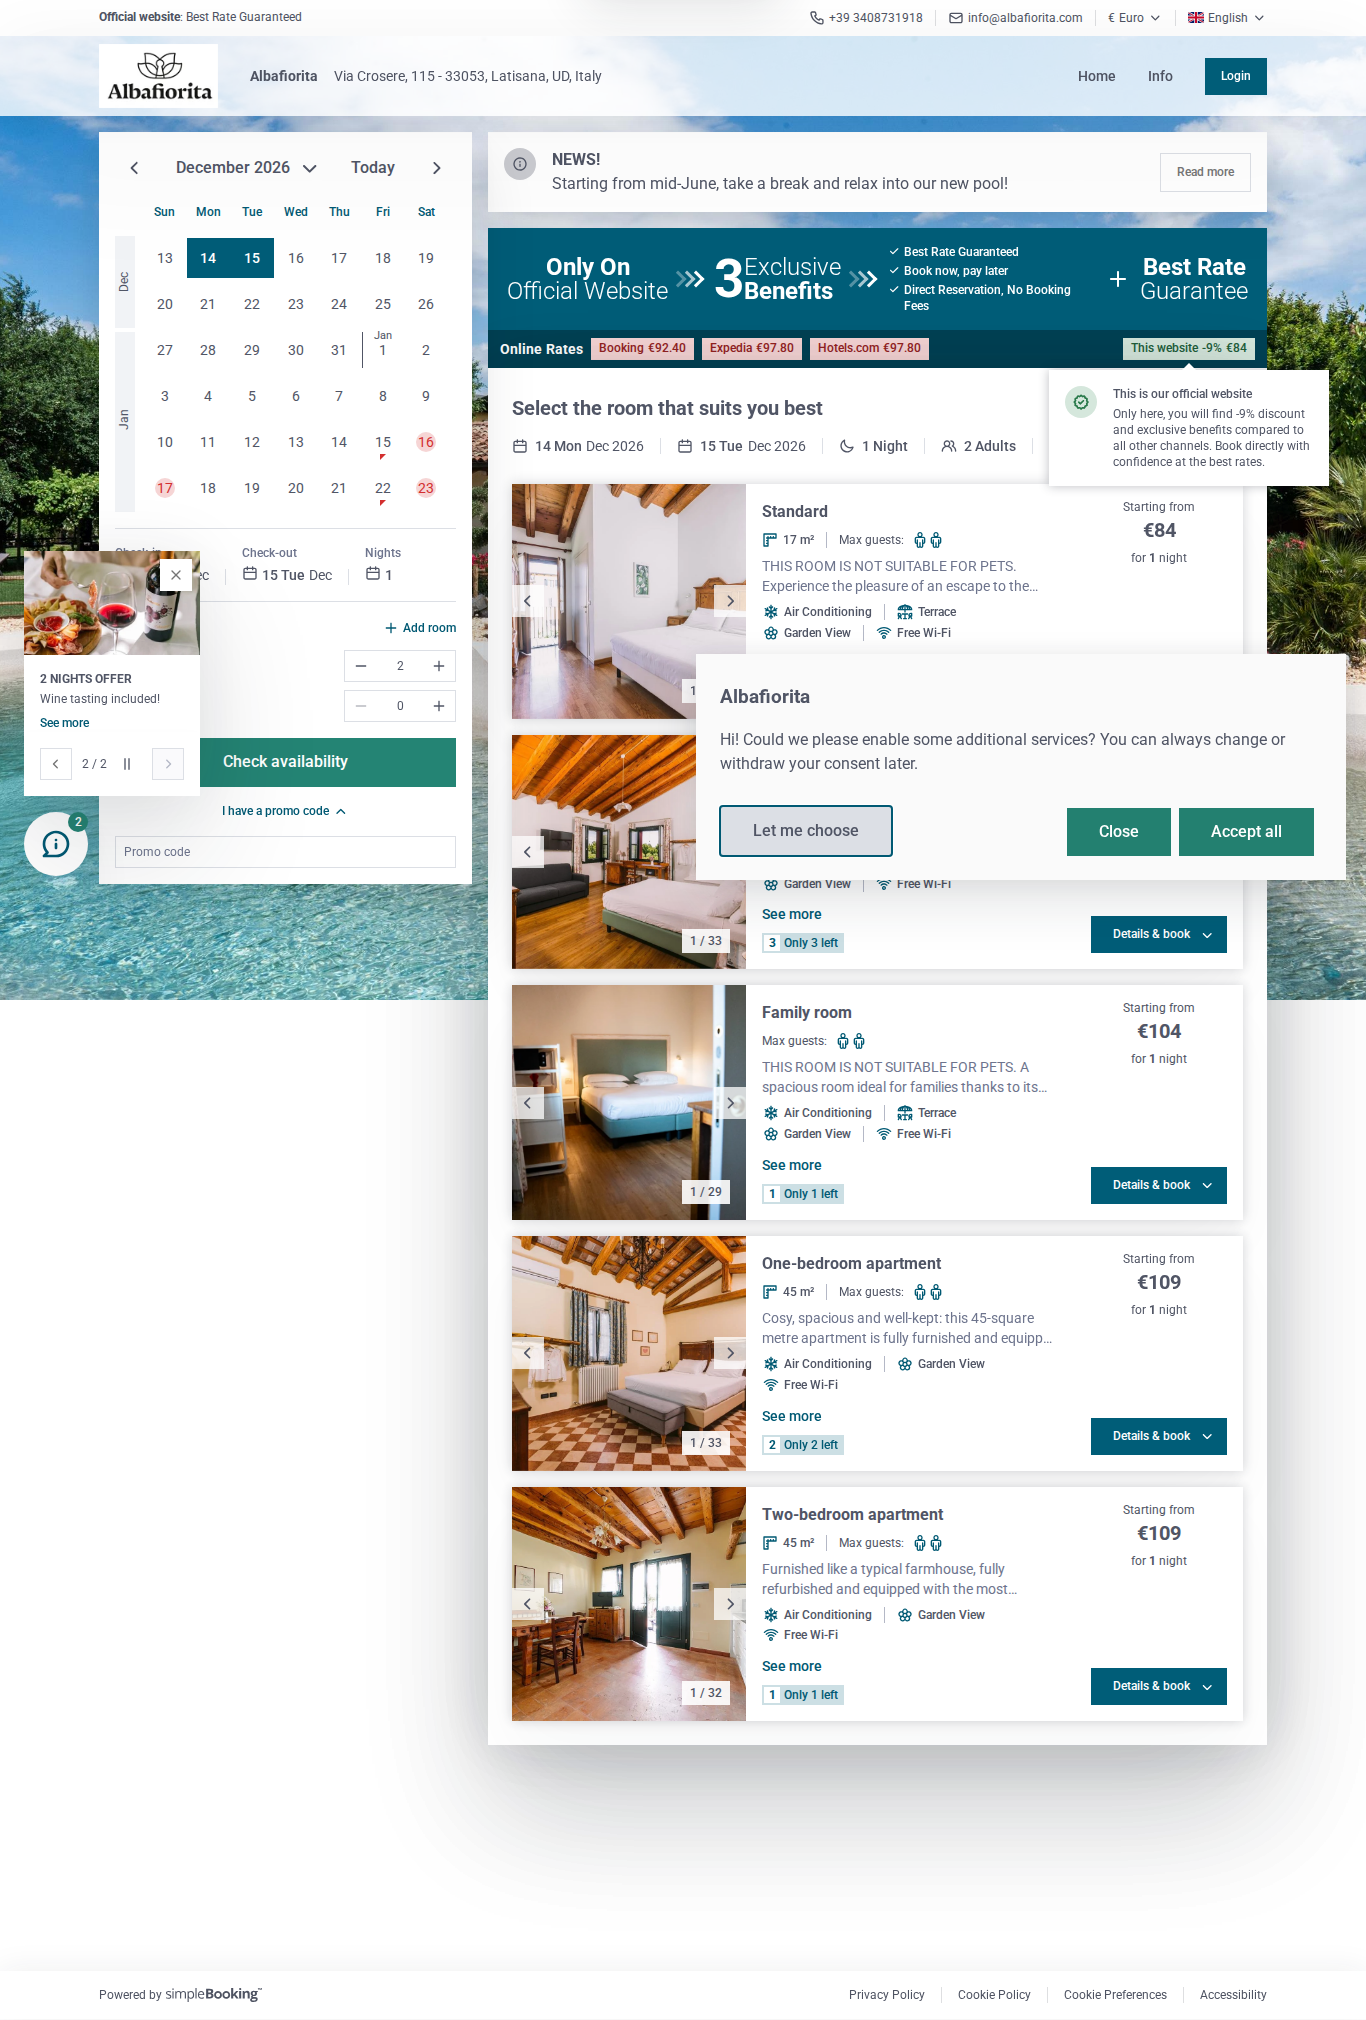 Official website: Best Rate Guaranteed
+39 3408731918
info@albafiorita.com
€ Euro
English
Albafiorita
Albafiorita
Via Crosere, 115 - 33053, Latisana, UD, Italy
Home
Info
Login
December 2026
Today
Sun Mon Tue Wed Thu Fri Sat
Dec
13 14 15 16 17 18 19
20 21 22 23 24 25 26
Jan
27 28 29 30 31 Jan 1 2
3 4 5 6 7 8 9
Jan
10 11 12 13 14 15 16
17 18 19 20 21 22 23
Check-out
Nights
15 Tue Dec
1
Add room
2
0
Check availability
I have a promo code
Promo code
2 NIGHTS OFFER
Wine tasting included!
See more
2 / 2
2
NEWS!
Starting from mid-June, take a break and relax into our new pool!
Read more
Only On
Official Website
3 Exclusive
Benefits
Best Rate Guaranteed
Book now, pay later
Direct Reservation, No Booking
Fees
+ Best Rate
Guarantee
Online Rates
Booking €92.40
Expedia €97.80
Hotels.com €97.80
This website -9% €84
This is our official website
Only here, you will find -9% discount
and exclusive benefits compared to
all other channels. Book directly with
confidence at the best rates.
Select the room that suits you best
14 Mon Dec 2026
15 Tue Dec 2026
1 Night
2 Adults
Standard
17 m²
Max guests:
THIS ROOM IS NOT SUITABLE FOR PETS.
Experience the pleasure of an escape to the…
Air Conditioning
Terrace
Garden View
Free Wi-Fi
Starting from
€84
for 1 night
Albafiorita
Hi! Could we please enable some additional services? You can always change or
withdraw your consent later.
Let me choose
Close
Accept all
Garden View
Free Wi-Fi
See more
3 Only 3 left
1 / 33
Details & book
Family room
Max guests:
THIS ROOM IS NOT SUITABLE FOR PETS. A
spacious room ideal for families thanks to its…
Air Conditioning
Terrace
Garden View
Free Wi-Fi
See more
1 Only 1 left
1 / 29
Starting from
€104
for 1 night
Details & book
One-bedroom apartment
45 m²
Max guests:
Cosy, spacious and well-kept: this 45-square
metre apartment is fully furnished and equipp…
Air Conditioning
Garden View
Free Wi-Fi
See more
2 Only 2 left
1 / 33
Starting from
€109
for 1 night
Details & book
Two-bedroom apartment
45 m²
Max guests:
Furnished like a typical farmhouse, fully
refurbished and equipped with the most…
Air Conditioning
Garden View
Free Wi-Fi
See more
1 Only 1 left
1 / 32
Starting from
€109
for 1 night
Details & book
Powered by simpleBooking™
Privacy Policy
Cookie Policy
Cookie Preferences
Accessibility